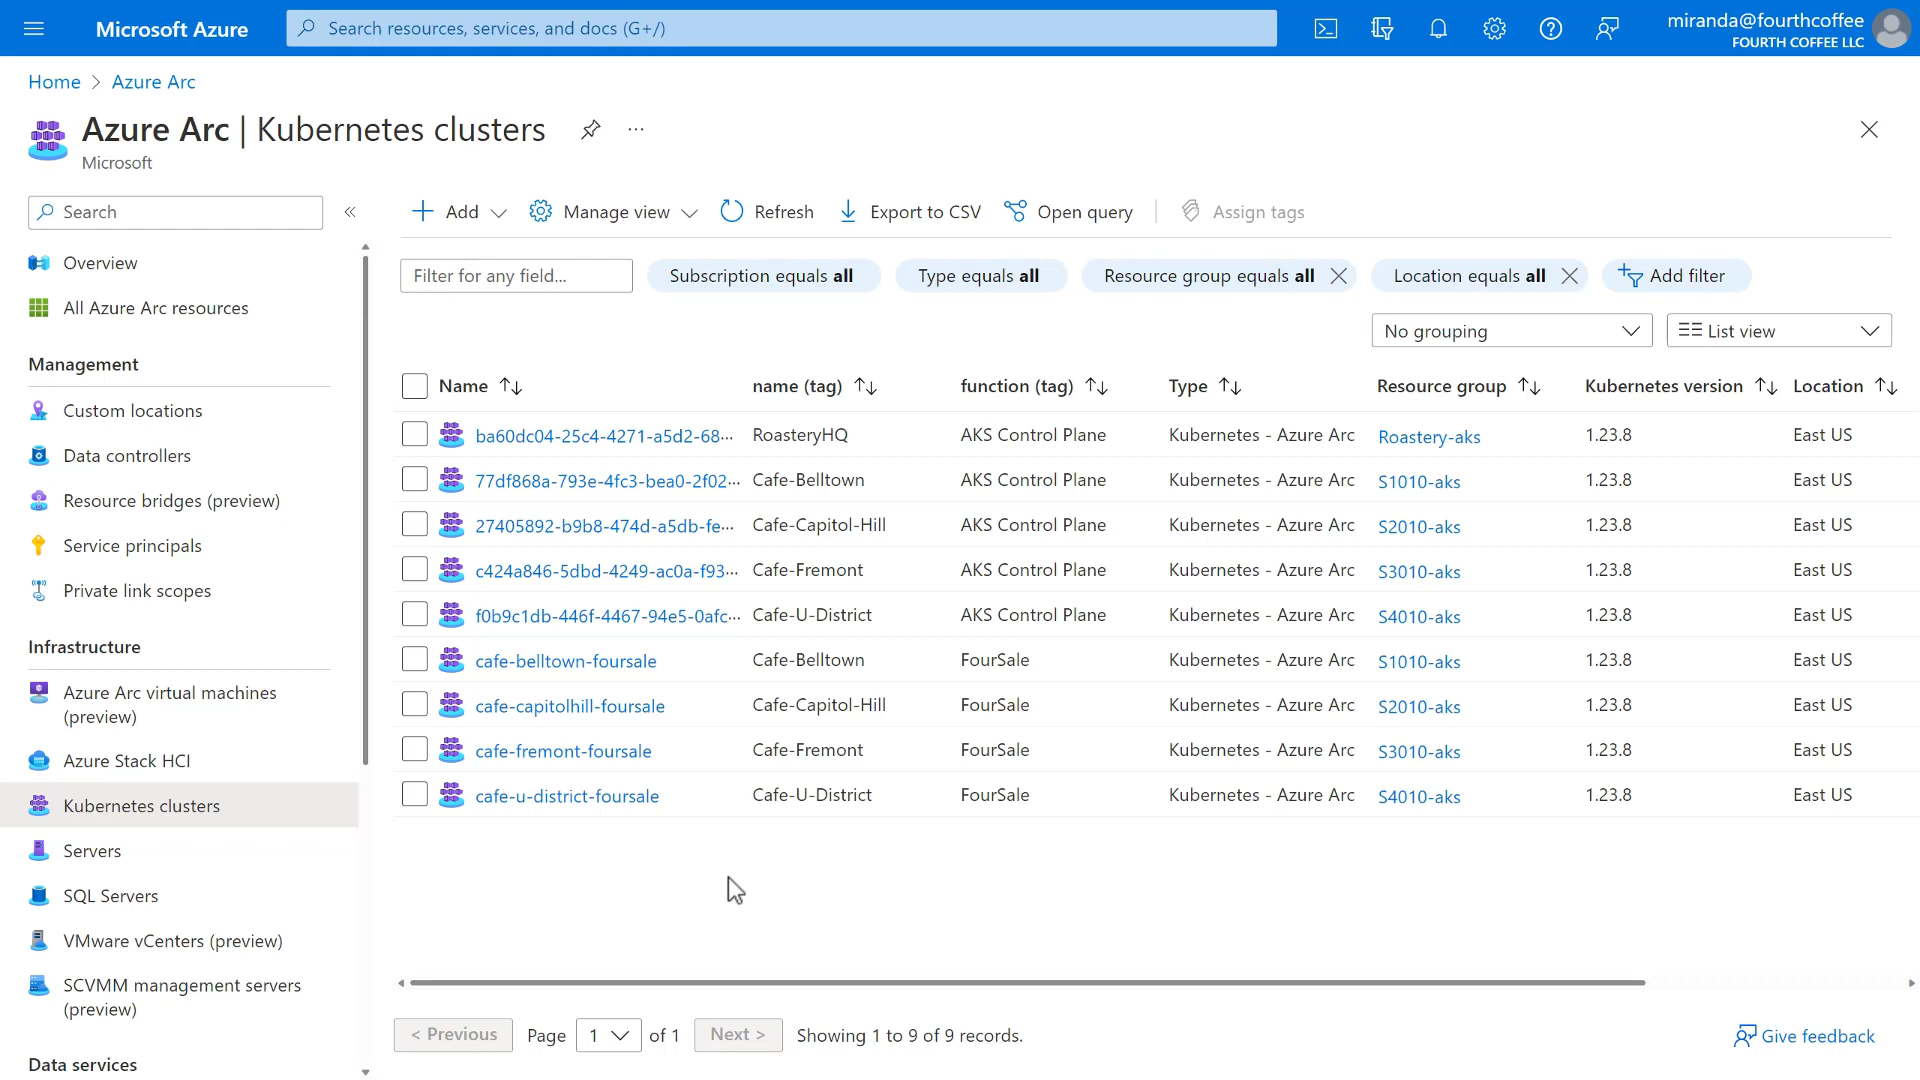 Microsoft Azure
Search resources, services, and docs (G+/)
miranda@fourthcoffee
FOURTH COFFEE LLC
Home > Azure Arc
Azure Arc | Kubernetes clusters
Microsoft
Search
Overview
All Azure Arc resources
Management
Custom locations
Data controllers
Resource bridges (preview)
Service principals
Private link scopes
Infrastructure
Azure Arc virtual machines
(preview)
Azure Stack HCI
Kubernetes clusters
Servers
SQL Servers
VMware vCenters (preview)
SCVMM management servers
(preview)
Data services
Add Manage view Refresh Export to CSV Open query Assign tags
Filter for any field... Subscription equals all Type equals all Resource group equals all Location equals all Add filter
No grouping List view
Name name (tag) function (tag) Type Resource group Kubernetes version Location
ba60dc04-25c4-4271-a5d2-68... RoasteryHQ AKS Control Plane Kubernetes - Azure Arc Roastery-aks 1.23.8 East US
77df868a-793e-4fc3-bea0-2f02... Cafe-Belltown AKS Control Plane Kubernetes - Azure Arc S1010-aks 1.23.8 East US
27405892-b9b8-474d-a5db-fe... Cafe-Capitol-Hill AKS Control Plane Kubernetes - Azure Arc S2010-aks 1.23.8 East US
c424a846-5dbd-4249-ac0a-f93... Cafe-Fremont AKS Control Plane Kubernetes - Azure Arc S3010-aks 1.23.8 East US
f0b9c1db-446f-4467-94e5-0afc... Cafe-U-District AKS Control Plane Kubernetes - Azure Arc S4010-aks 1.23.8 East US
cafe-belltown-foursale Cafe-Belltown FourSale Kubernetes - Azure Arc S1010-aks 1.23.8 East US
cafe-capitolhill-foursale Cafe-Capitol-Hill FourSale Kubernetes - Azure Arc S2010-aks 1.23.8 East US
cafe-fremont-foursale Cafe-Fremont FourSale Kubernetes - Azure Arc S3010-aks 1.23.8 East US
cafe-u-district-foursale Cafe-U-District FourSale Kubernetes - Azure Arc S4010-aks 1.23.8 East US
< Previous Page 1 of 1 Next > Showing 1 to 9 of 9 records.
Give feedback